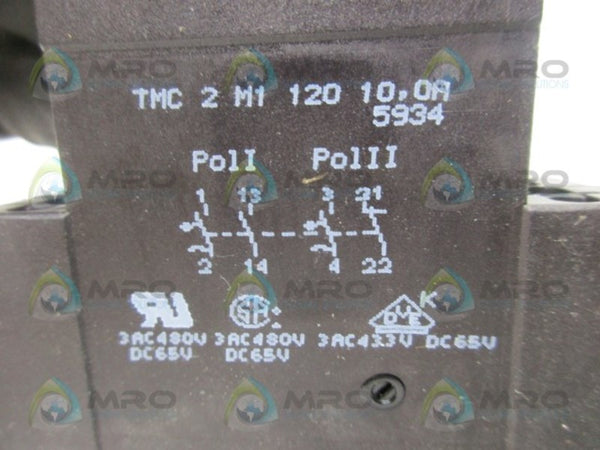 TMC 2 M1 120 10,0A
5934
PolI PolII
1 13 3 21
2 14 4 22
3AC480V 3AC480V 3AC433V DC65V
DC65V DC65V
MRO